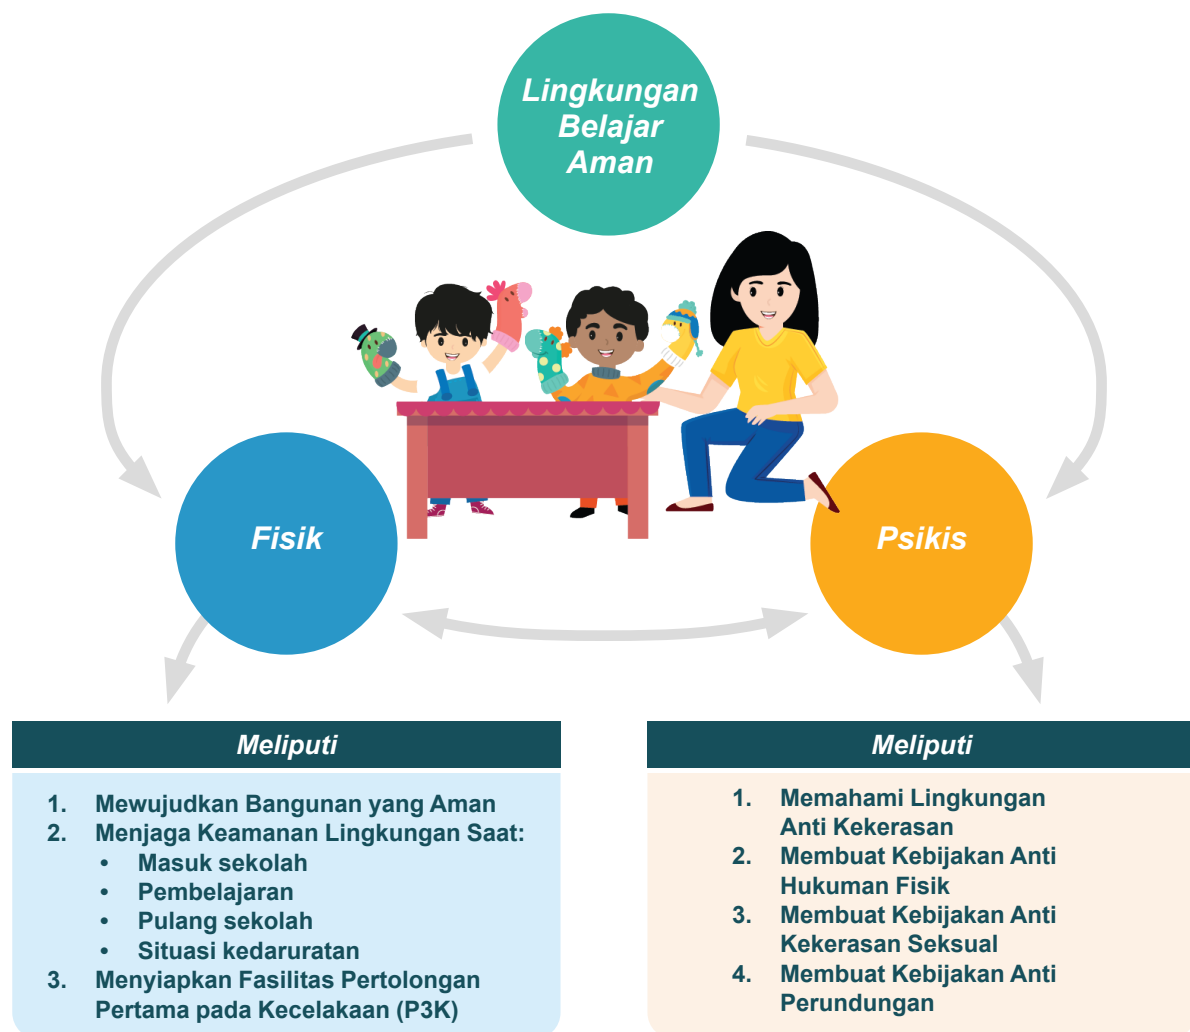 Lingkungan
Belajar
Aman
Fisik
Psikis
Meliputi
1. Mewujudkan Bangunan yang Aman
2. Menjaga Keamanan Lingkungan Saat:
• Masuk sekolah
• Pembelajaran
• Pulang sekolah
• Situasi kedaruratan
3. Menyiapkan Fasilitas Pertolongan
Pertama pada Kecelakaan (P3K)
Meliputi
1. Memahami Lingkungan
Anti Kekerasan
2. Membuat Kebijakan Anti
Hukuman Fisik
3. Membuat Kebijakan Anti
Kekerasan Seksual
4. Membuat Kebijakan Anti
Perundungan